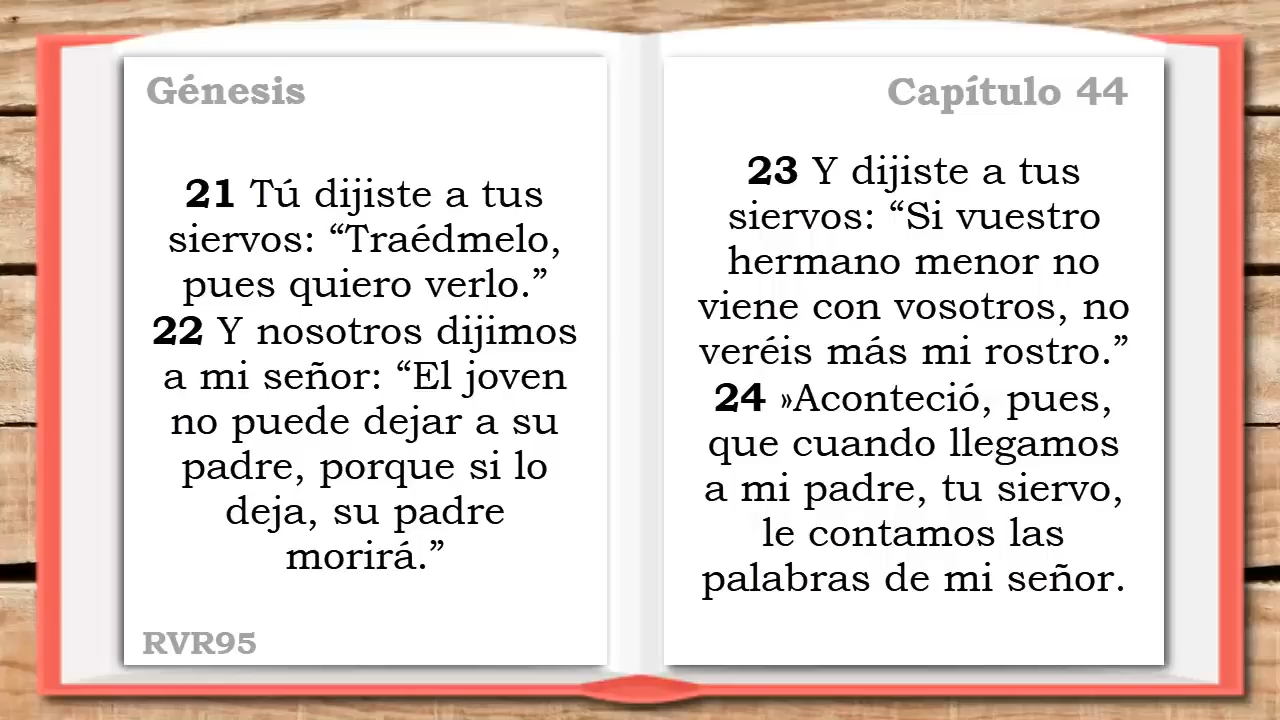 Génesis
21 Tú dijiste a tus
siervos: “Traédmelo,
pues quiero verlo.”
22 Y nosotros dijimos
a mi señor: “El joven
no puede dejar a su
padre, porque si lo
deja, su padre
morirá.”
RVR95
Capítulo 44
23 Y dijiste a tus
siervos: “Si vuestro
hermano menor no
viene con vosotros, no
veréis más mi rostro.”
24 »Aconteció, pues,
que cuando llegamos
a mi padre, tu siervo,
le contamos las
palabras de mi señor.